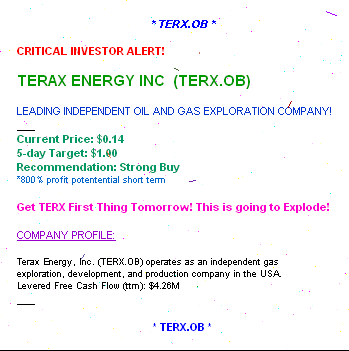 * TERX.OB *
CRITICAL INVESTOR ALERT!
TERAX ENERGY INC (TERX.OB)
LEADING INDEPENDENT OIL AND GAS EXPLORATION COMPANY!
Current Price: $0.14
5-day Target: $1.00
Recommendation: Strong Buy
*800% profit potentential short term
Get TERX First Thing Tomorrow! This is going to Explode!
COMPANY PROFILE:
Terax Energy, Inc. (TERX.OB) operates as an independent gas
exploration, development, and production company in the USA.
Levered Free Cash Flow (ttm): $4.26M
* TERX.OB *